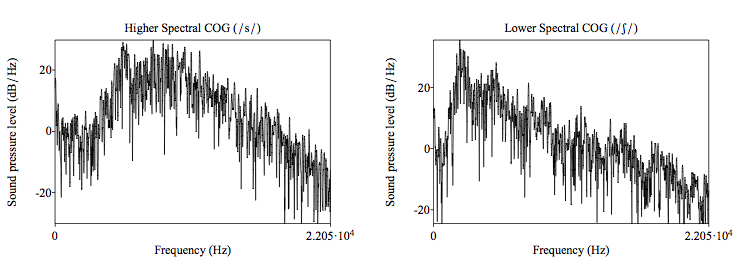 Higher Spectral COG (/s/)
Sound pressure level (dB / Hz)
20
0
-20
0
2.205·10⁴
Frequency (Hz)
Lower Spectral COG (/ʃ/)
Sound pressure level (dB / Hz)
20
0
-20
0
2.205·10⁴
Frequency (Hz)